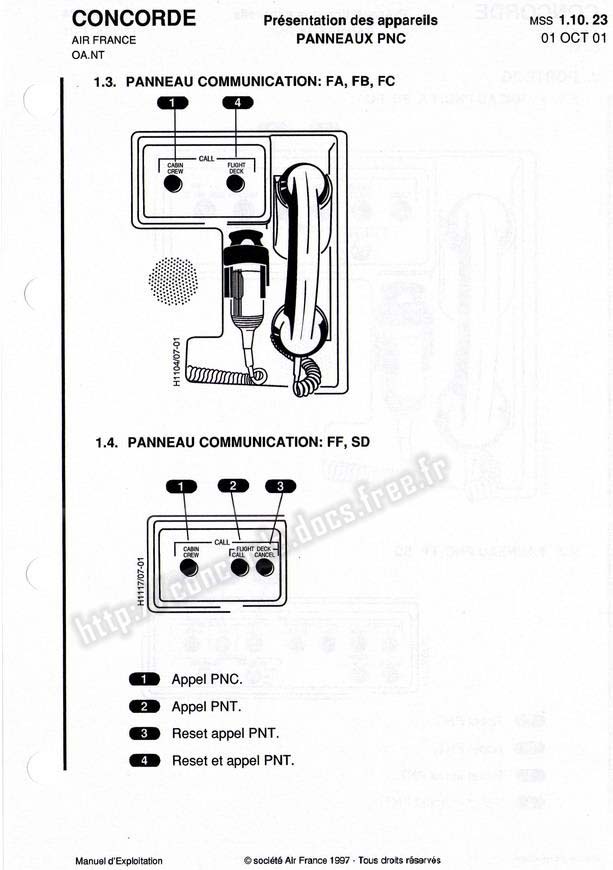 CONCORDE
AIR FRANCE
OA.NT
Présentation des appareils
PANNEAUX PNC
MSS 1.10. 23
01 OCT 01
1.3. PANNEAU COMMUNICATION: FA, FB, FC
1 4
CALL
CABIN CREW
FLIGHT DECK
H1104/07-01
1.4. PANNEAU COMMUNICATION: FF, SD
1 2 3
CALL
CABIN CREW
FLIGHT DECK
CALL CANCEL
H1117/07-01
http://concorde.docs.free.fr
1 Appel PNC.
2 Appel PNT.
3 Reset appel PNT.
4 Reset et appel PNT.
Manuel d'Exploitation
© société Air France 1997 - Tous droits réservés